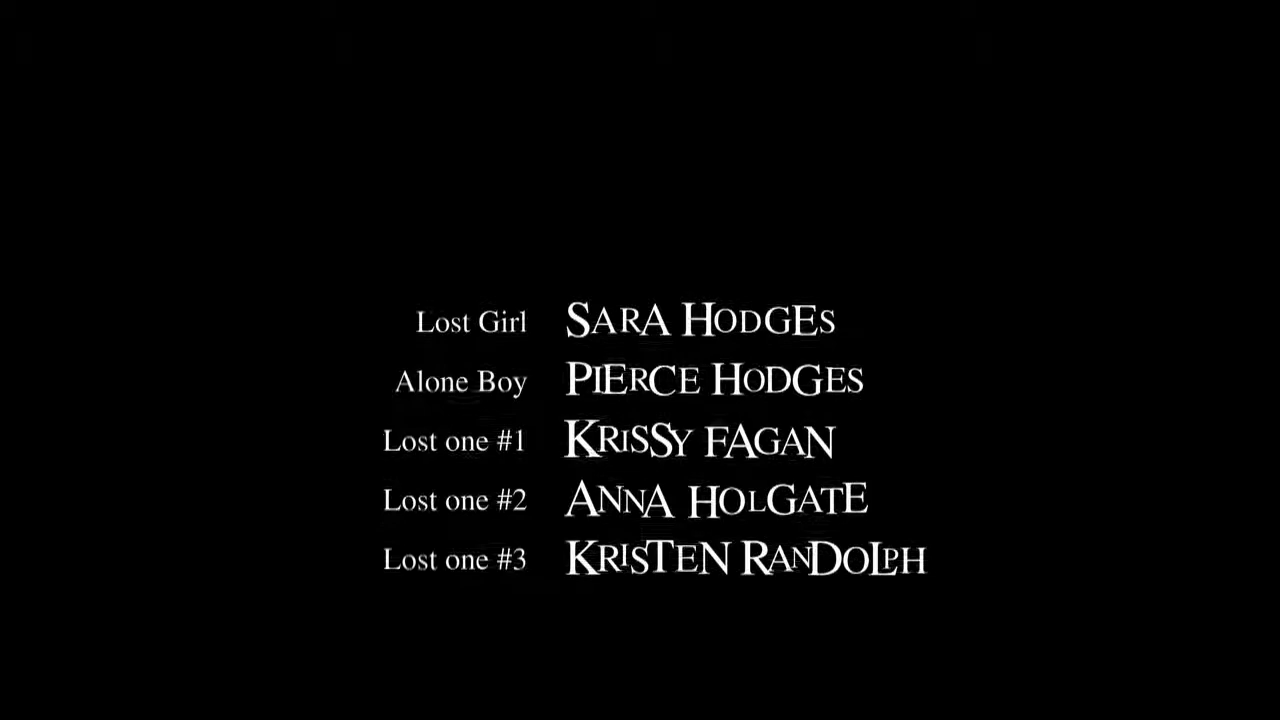 Lost Girl SARA HODGES
Alone Boy PIERCE HODGES
Lost one #1 KRISSY FAGAN
Lost one #2 ANNA HOLGATE
Lost one #3 KRISTEN RANDOLPH